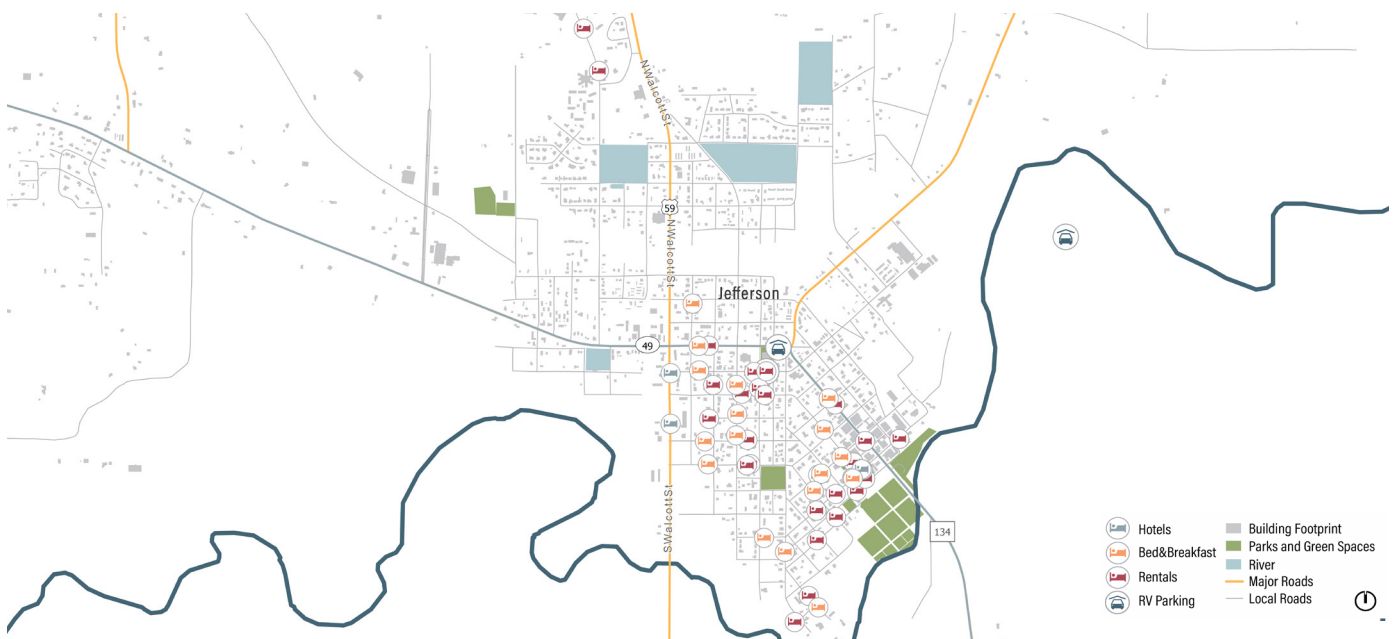 N Walcott St
59
N Walcott St
Jefferson
49
S Walcott St
134
Hotels
Bed&Breakfast
Rentals
RV Parking
Building Footprint
Parks and Green Spaces
River
Major Roads
Local Roads